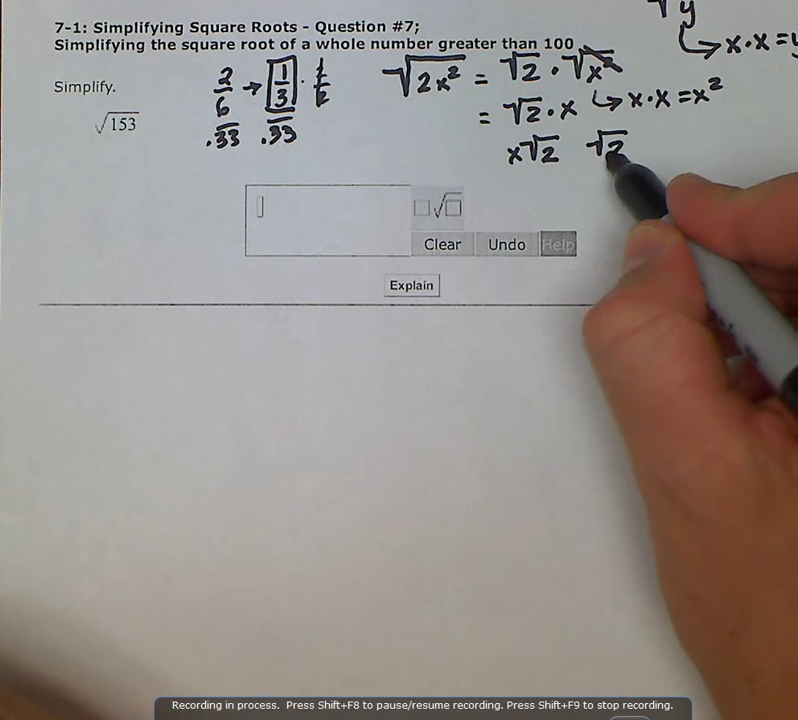 7-1: Simplifying Square Roots - Question #7;
Simplifying the square root of a whole number greater than 100
√y
→ x·x = y
Simplify.
√153
2/6 → 1/3 ·
.33 .33
√2x² = √2 · √x²
= √2 · x → x·x = x²
x√2 √2
□√□
Clear Undo Help
Explain
Recording in process. Press Shift+F8 to pause/resume recording. Press Shift+F9 to stop recording.